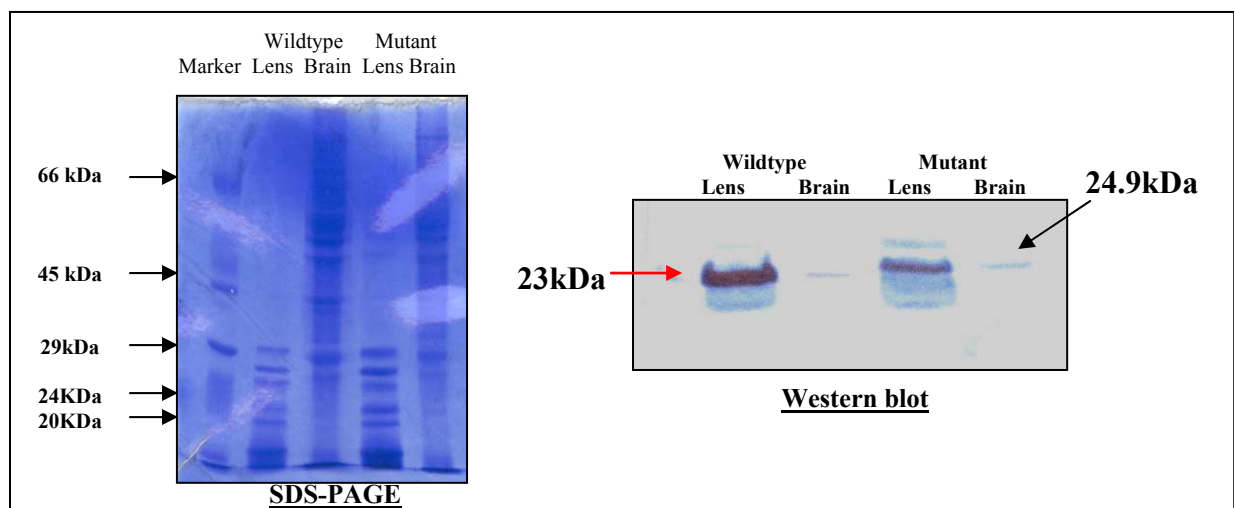 Wildtype Mutant
Marker Lens Brain Lens Brain
66 kDa
45 kDa
29kDa
24KDa
20KDa
SDS-PAGE
Wildtype Mutant
Lens Brain Lens Brain
24.9kDa
23kDa
Western blot